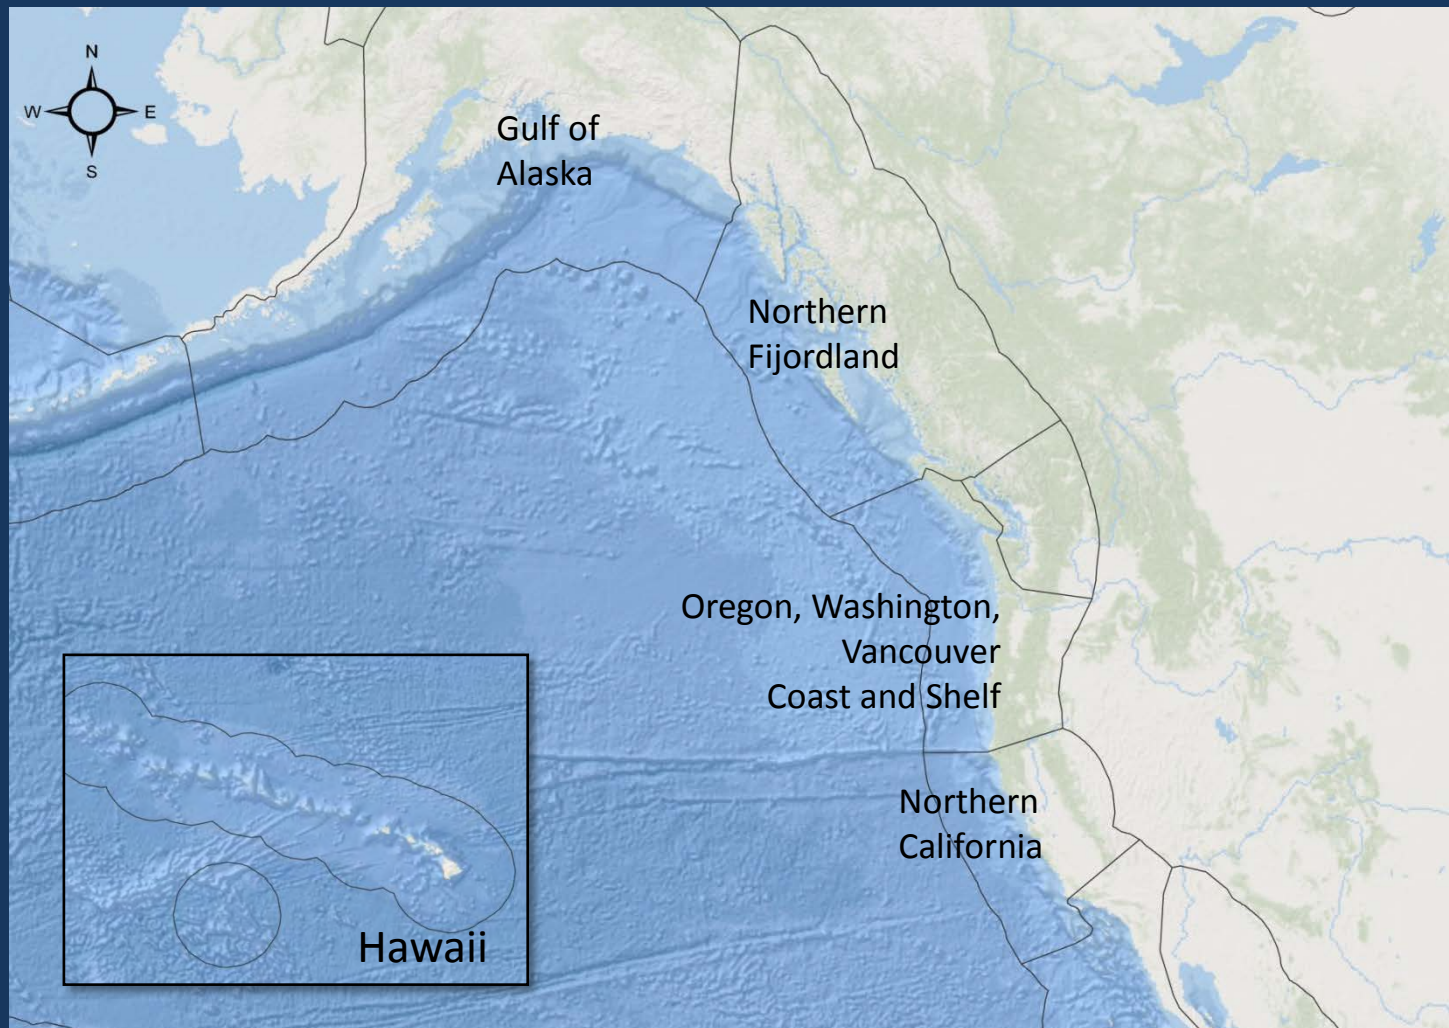 N
W
E
S
Gulf of
Alaska
Northern
Fijordland
Oregon, Washington,
Vancouver
Coast and Shelf
Northern
California
Hawaii